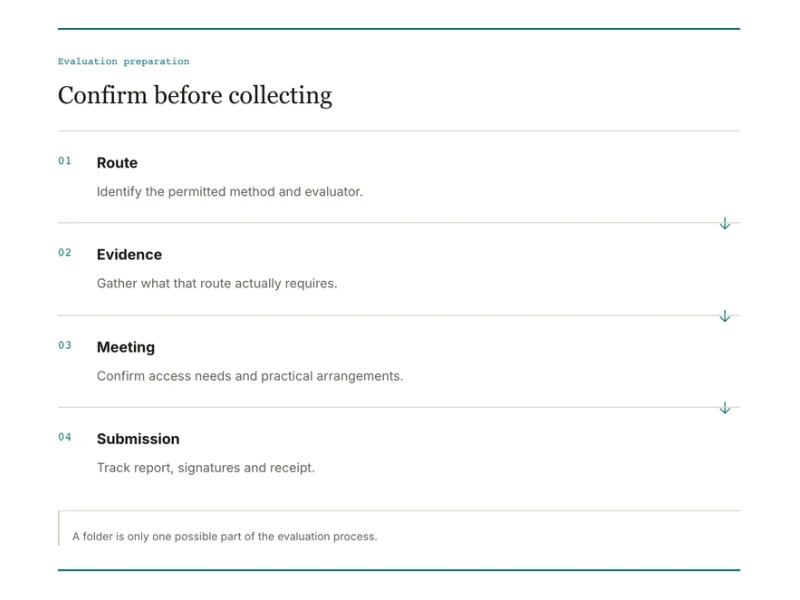 Evaluation preparation
Confirm before collecting
01 Route
Identify the permitted method and evaluator.
02 Evidence
Gather what that route actually requires.
03 Meeting
Confirm access needs and practical arrangements.
04 Submission
Track report, signatures and receipt.
A folder is only one possible part of the evaluation process.